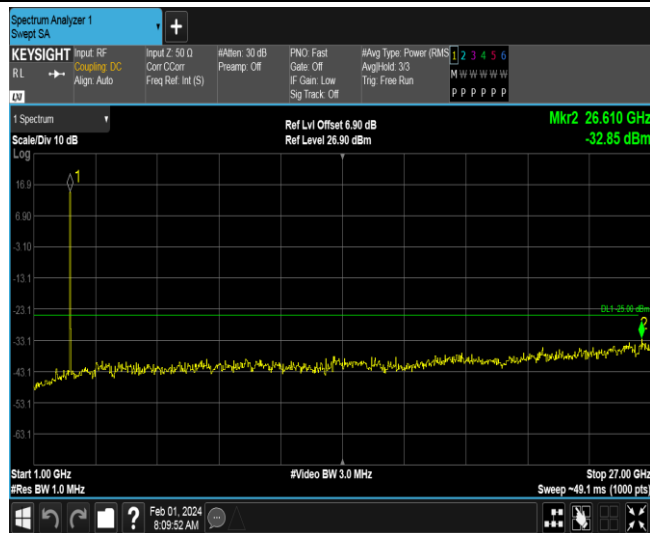 Spectrum Analyzer 1
Swept SA
+
KEYSIGHT
RL
Input: RF
Coupling: DC
Align: Auto
Input Z: 50 Ω
Corr CCorr
Freq Ref: Int (S)
#Atten: 30 dB
Preamp: Off
PNO: Fast
Gate: Off
IF Gain: Low
Sig Track: Off
#Avg Type: Power (RMS
Avg|Hold: 3/3
Trig: Free Run
1 2 3 4 5 6
M W W W W W
P P P P P P
1 Spectrum
Scale/Div 10 dB
Log
Ref Lvl Offset 6.90 dB
Ref Level 26.90 dBm
Mkr2 26.610 GHz
-32.85 dBm
1
16.9
6.90
-3.10
-13.1
-23.1
DL1 -25.00 dBm
2
-33.1
-43.1
-53.1
-63.1
Start 1.00 GHz
#Res BW 1.0 MHz
#Video BW 3.0 MHz
Stop 27.00 GHz
Sweep ~49.1 ms (1000 pts)
?
Feb 01, 2024
8:09:52 AM